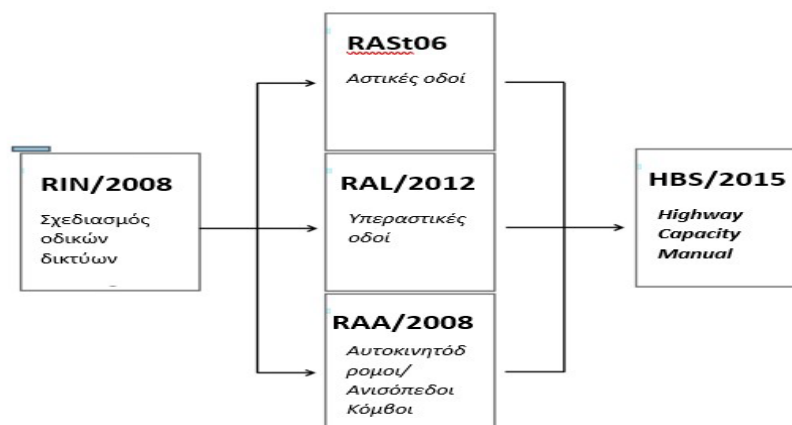 RIN/2008
Σχεδιασμός
οδικών
δικτύων
RASt06
Αστικές οδοί
RAL/2012
Υπεραστικές
οδοί
RAA/2008
Αυτοκινητόδ
ρομοι/
Ανισόπεδοι
Κόμβοι
HBS/2015
Highway
Capacity
Manual